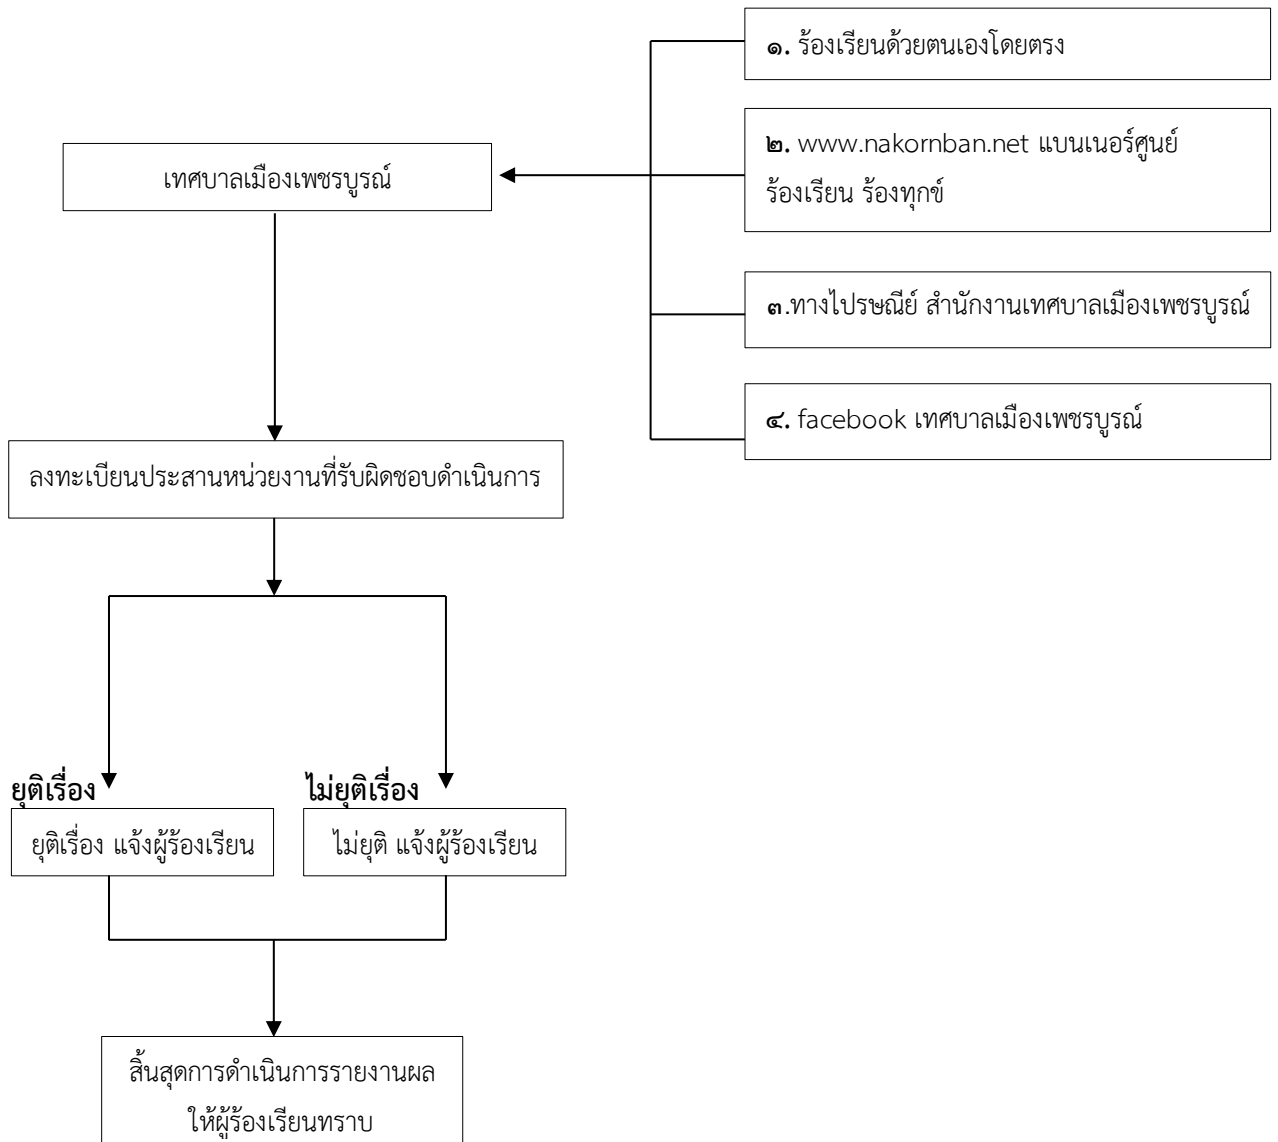 ๑. ร้องเรียนด้วยตนเองโดยตรง
๒. www.nakornban.net แบนเนอร์ศูนย์
ร้องเรียน ร้องทุกข์
๓.ทางไปรษณีย์ สำนักงานเทศบาลเมืองเพชรบูรณ์
๔. facebook เทศบาลเมืองเพชรบูรณ์
เทศบาลเมืองเพชรบูรณ์
ลงทะเบียนประสานหน่วยงานที่รับผิดชอบดำเนินการ
ยุติเรื่อง
ไม่ยุติเรื่อง
ยุติเรื่อง แจ้งผู้ร้องเรียน
ไม่ยุติ แจ้งผู้ร้องเรียน
สิ้นสุดการดำเนินการรายงานผล
ให้ผู้ร้องเรียนทราบ